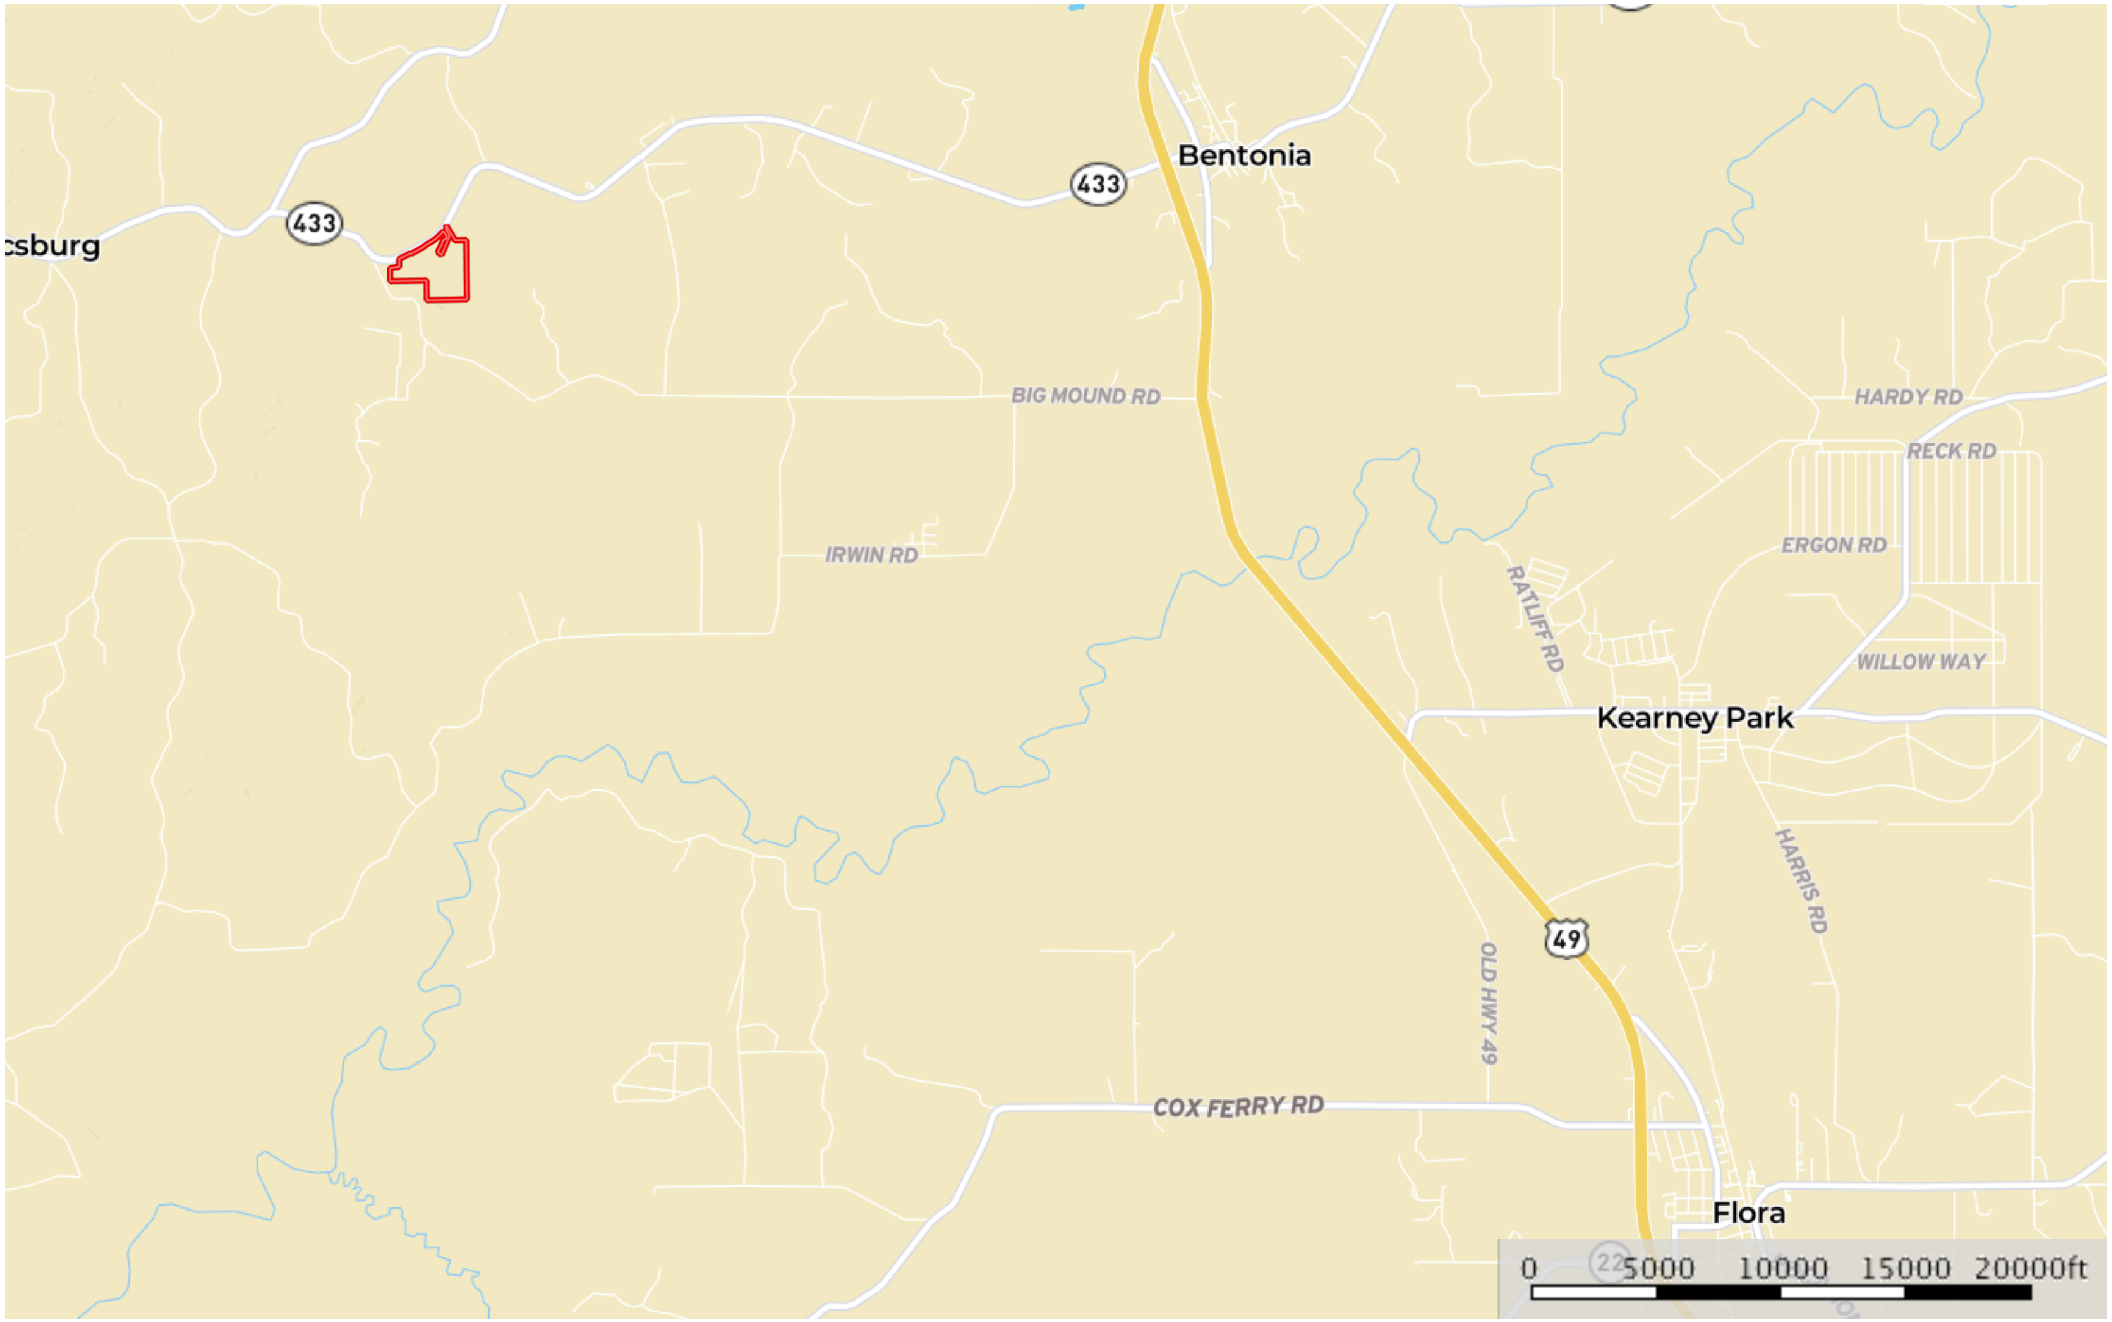 Bentonia
433
433
csburg
BIG MOUND RD
HARDY RD
RECK RD
IRWIN RD
ERGON RD
RATLIFF RD
WILLOW WAY
Kearney Park
HARRIS RD
49
OLD HWY 49
COX FERRY RD
Flora
22
0 5000 10000 15000 20000ft